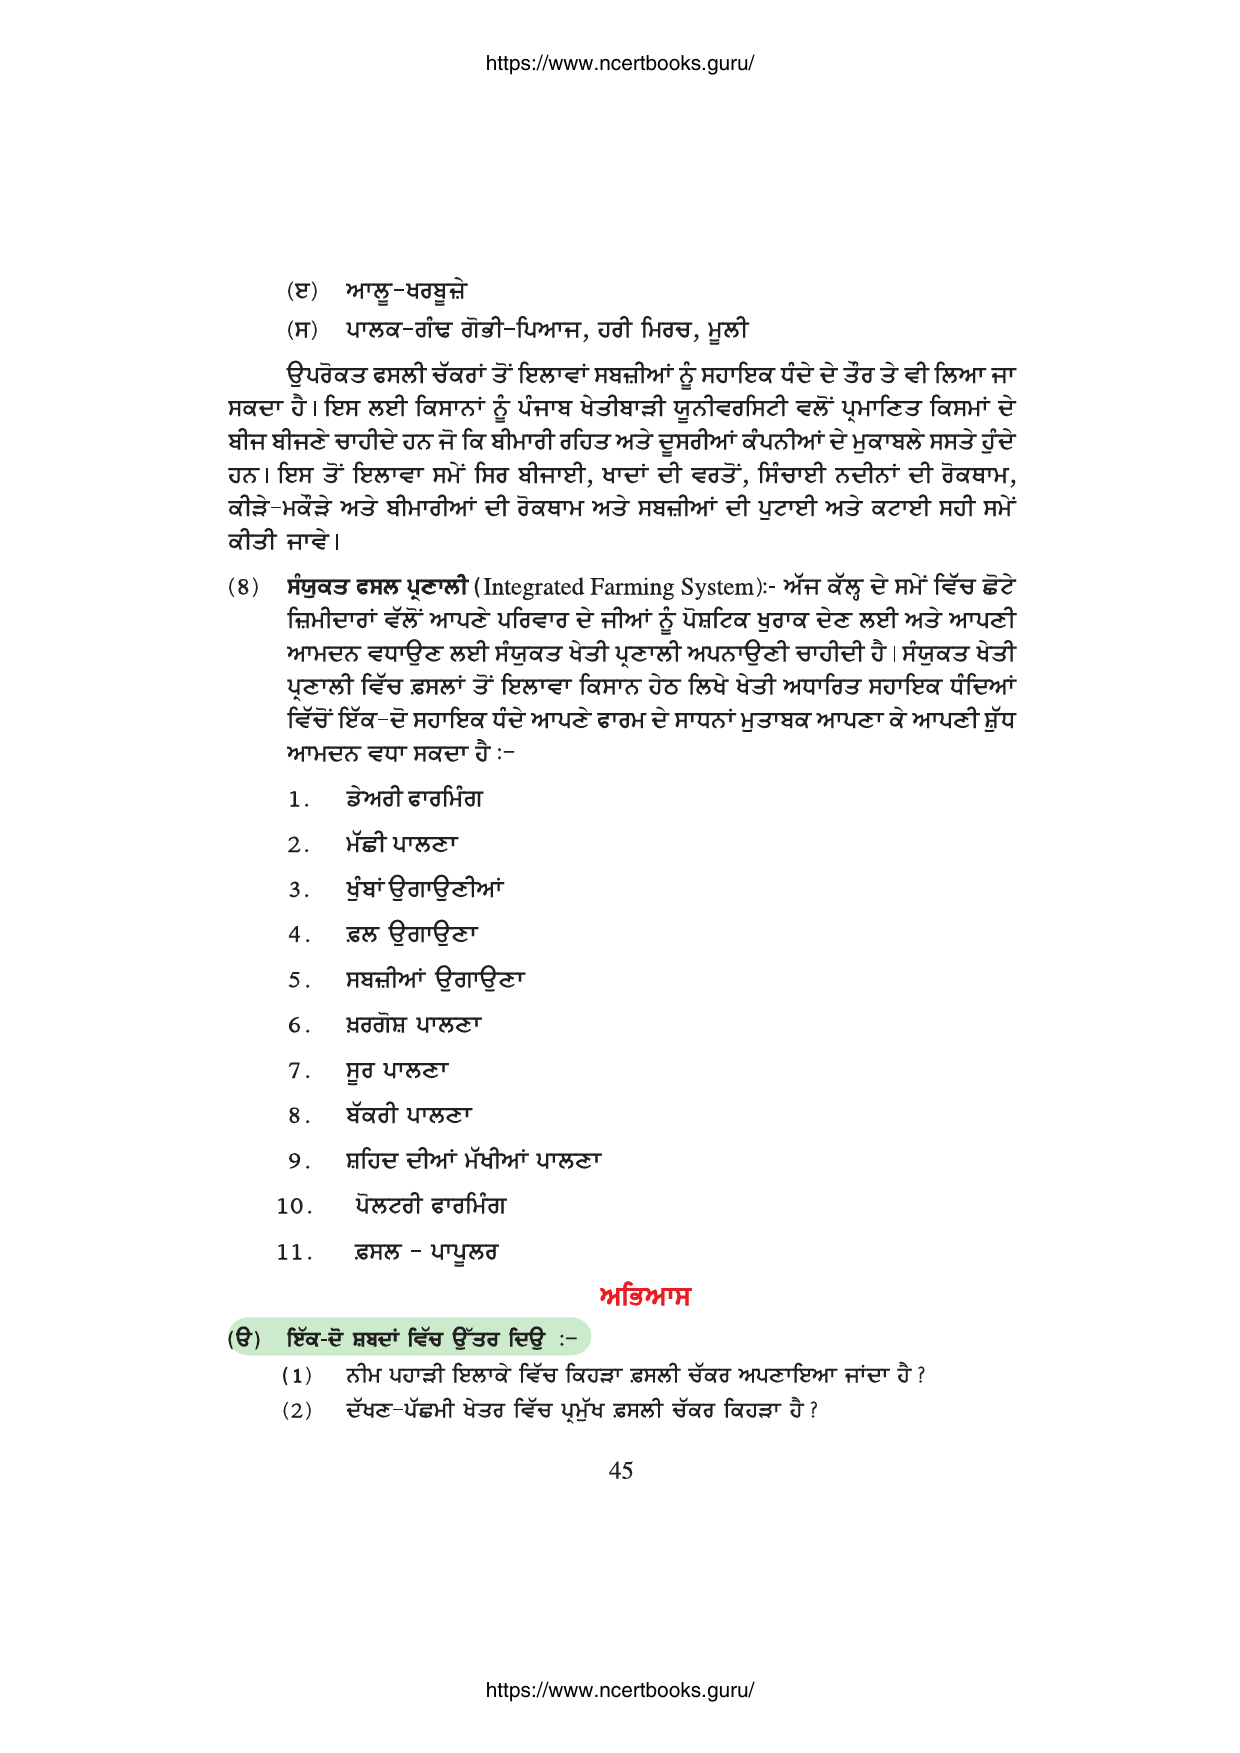 https://www.ncertbooks.guru/
(ੲ) ਆਲੂ-ਖਰਬੂਜ਼ੇ
(ਸ) ਪਾਲਕ-ਗੰਢ ਗੋਭੀ-ਪਿਆਜ, ਹਰੀ ਮਿਰਚ, ਮੂਲੀ
ਉਪਰੋਕਤ ਫਸਲੀ ਚੱਕਰਾਂ ਤੋਂ ਇਲਾਵਾਂ ਸਬਜ਼ੀਆਂ ਨੂੰ ਸਹਾਇਕ ਧੰਦੇ ਦੇ ਤੌਰ ਤੇ ਵੀ ਲਿਆ ਜਾ
ਸਕਦਾ ਹੈ। ਇਸ ਲਈ ਕਿਸਾਨਾਂ ਨੂੰ ਪੰਜਾਬ ਖੇਤੀਬਾੜੀ ਯੂਨੀਵਰਸਿਟੀ ਵਲੋਂ ਪ੍ਰਮਾਣਿਤ ਕਿਸਮਾਂ ਦੇ
ਬੀਜ ਬੀਜਣੇ ਚਾਹੀਦੇ ਹਨ ਜੋ ਕਿ ਬੀਮਾਰੀ ਰਹਿਤ ਅਤੇ ਦੂਸਰੀਆਂ ਕੰਪਨੀਆਂ ਦੇ ਮੁਕਾਬਲੇ ਸਸਤੇ ਹੁੰਦੇ
ਹਨ। ਇਸ ਤੋਂ ਇਲਾਵਾ ਸਮੇਂ ਸਿਰ ਬੀਜਾਈ, ਖਾਦਾਂ ਦੀ ਵਰਤੋਂ, ਸਿੰਚਾਈ ਨਦੀਨਾਂ ਦੀ ਰੋਕਥਾਮ,
ਕੀੜੇ-ਮਕੌੜੇ ਅਤੇ ਬੀਮਾਰੀਆਂ ਦੀ ਰੋਕਥਾਮ ਅਤੇ ਸਬਜ਼ੀਆਂ ਦੀ ਪੁਟਾਈ ਅਤੇ ਕਟਾਈ ਸਹੀ ਸਮੇਂ
ਕੀਤੀ ਜਾਵੇ।
(8) ਸੰਯੁਕਤ ਫਸਲ ਪ੍ਰਣਾਲੀ (Integrated Farming System):- ਅੱਜ ਕੱਲ੍ਹ ਦੇ ਸਮੇਂ ਵਿੱਚ ਛੋਟੇ
ਜ਼ਿਮੀਦਾਰਾਂ ਵੱਲੋਂ ਆਪਣੇ ਪਰਿਵਾਰ ਦੇ ਜੀਆਂ ਨੂੰ ਪੋਸ਼ਟਿਕ ਖੁਰਾਕ ਦੇਣ ਲਈ ਅਤੇ ਆਪਣੀ
ਆਮਦਨ ਵਧਾਉਣ ਲਈ ਸੰਯੁਕਤ ਖੇਤੀ ਪ੍ਰਣਾਲੀ ਅਪਨਾਉਣੀ ਚਾਹੀਦੀ ਹੈ। ਸੰਯੁਕਤ ਖੇਤੀ
ਪ੍ਰਣਾਲੀ ਵਿੱਚ ਫ਼ਸਲਾਂ ਤੋਂ ਇਲਾਵਾ ਕਿਸਾਨ ਹੇਠ ਲਿਖੇ ਖੇਤੀ ਅਧਾਰਿਤ ਸਹਾਇਕ ਧੰਦਿਆਂ
ਵਿੱਚੋਂ ਇੱਕ-ਦੋ ਸਹਾਇਕ ਧੰਦੇ ਆਪਣੇ ਫਾਰਮ ਦੇ ਸਾਧਨਾਂ ਮੁਤਾਬਕ ਆਪਣਾ ਕੇ ਆਪਣੀ ਸ਼ੁੱਧ
ਆਮਦਨ ਵਧਾ ਸਕਦਾ ਹੈ :-
1. ਡੇਅਰੀ ਫਾਰਮਿੰਗ
2. ਮੱਛੀ ਪਾਲਣਾ
3. ਖੁੰਬਾਂ ਉਗਾਉਣੀਆਂ
4. ਫ਼ਲ ਉਗਾਉਣਾ
5. ਸਬਜ਼ੀਆਂ ਉਗਾਉਣਾ
6. ਖ਼ਰਗੋਸ਼ ਪਾਲਣਾ
7. ਸੂਰ ਪਾਲਣਾ
8. ਬੱਕਰੀ ਪਾਲਣਾ
9. ਸ਼ਹਿਦ ਦੀਆਂ ਮੱਖੀਆਂ ਪਾਲਣਾ
10. ਪੋਲਟਰੀ ਫਾਰਮਿੰਗ
11. ਫ਼ਸਲ - ਪਾਪੂਲਰ
ਅਭਿਆਸ
(ੳ) ਇੱਕ-ਦੋ ਸ਼ਬਦਾਂ ਵਿੱਚ ਉੱਤਰ ਦਿਉ :-
(1) ਨੀਮ ਪਹਾੜੀ ਇਲਾਕੇ ਵਿੱਚ ਕਿਹੜਾ ਫ਼ਸਲੀ ਚੱਕਰ ਅਪਣਾਇਆ ਜਾਂਦਾ ਹੈ ?
(2) ਦੱਖਣ-ਪੱਛਮੀ ਖੇਤਰ ਵਿੱਚ ਪ੍ਰਮੁੱਖ ਫ਼ਸਲੀ ਚੱਕਰ ਕਿਹੜਾ ਹੈ ?
45
https://www.ncertbooks.guru/